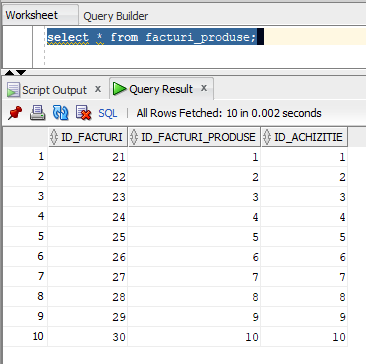 Worksheet Query Builder
select * from facturi_produse;
Script Output x Query Result x
SQL | All Rows Fetched: 10 in 0.002 seconds
ID_FACTURI ID_FACTURI_PRODUSE ID_ACHIZITIE
1 21 1 1
2 22 2 2
3 23 3 3
4 24 4 4
5 25 5 5
6 26 6 6
7 27 7 7
8 28 8 8
9 29 9 9
10 30 10 10